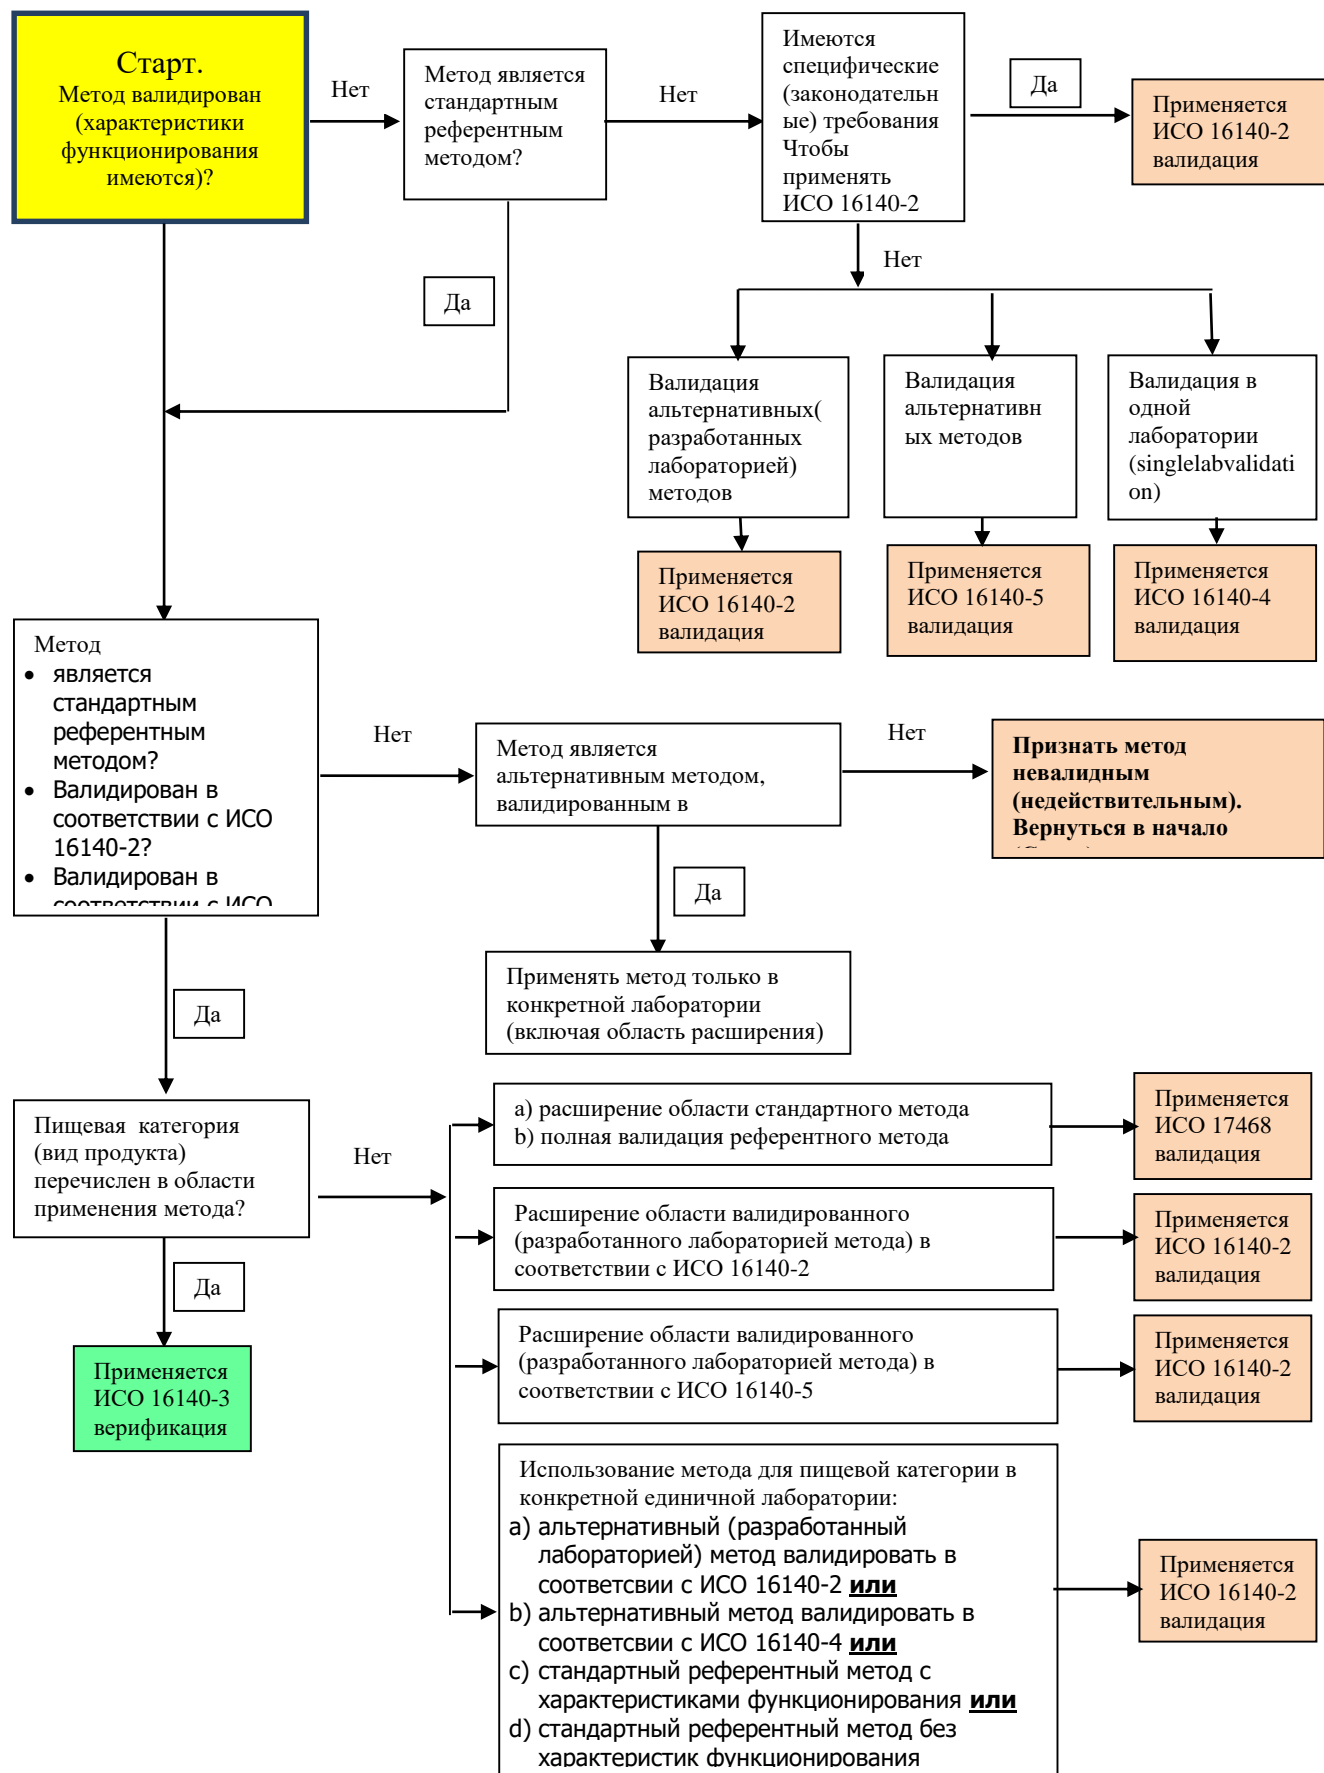 Старт.
Метод валидирован
(характеристики
функционирования
имеются)?
Нет
Метод является
стандартным
референтным
методом?
Нет
Имеются
специфические
(законодательн
ые) требования
Чтобы
применять
ИСО 16140-2
Да
Применяется
ИСО 16140-2
валидация
Нет
Да
Валидация
альтернативных(
разработанных
лабораторией)
методов
Валидация
альтернативн
ых методов
Валидация в
одной
лаборатории
(singlelabvalidati
on)
Применяется
ИСО 16140-2
валидация
Применяется
ИСО 16140-5
валидация
Применяется
ИСО 16140-4
валидация
Метод
• является
стандартным
референтным
методом?
• Валидирован в
соответствии с ИСО
16140-2?
• Валидирован в
соответствии с ИСО
Нет
Метод является
альтернативным методом,
валидированным в
Нет
Признать метод
невалидным
(недействительным).
Вернуться в начало
Да
Применять метод только в
конкретной лаборатории
(включая область расширения)
Да
Пищевая категория
(вид продукта)
перечислен в области
применения метода?
Нет
a) расширение области стандартного метода
b) полная валидация референтного метода
Применяется
ИСО 17468
валидация
Расширение области валидированного
(разработанного лабораторией метода) в
соответствии с ИСО 16140-2
Применяется
ИСО 16140-2
валидация
Да
Применяется
ИСО 16140-3
верификация
Расширение области валидированного
(разработанного лабораторией метода) в
соответствии с ИСО 16140-5
Применяется
ИСО 16140-2
валидация
Использование метода для пищевой категории в
конкретной единичной лаборатории:
a) альтернативный (разработанный
лабораторией) метод валидировать в
соответсвии с ИСО 16140-2 или
b) альтернативный метод валидировать в
соответсвии с ИСО 16140-4 или
c) стандартный референтный метод с
характеристиками функционирования или
d) стандартный референтный метод без
характеристик функционирования
Применяется
ИСО 16140-2
валидация